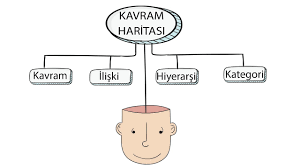 KAVRAM
HARİTASI
Kavram
İlişki
Hiyerarşi
Kategori